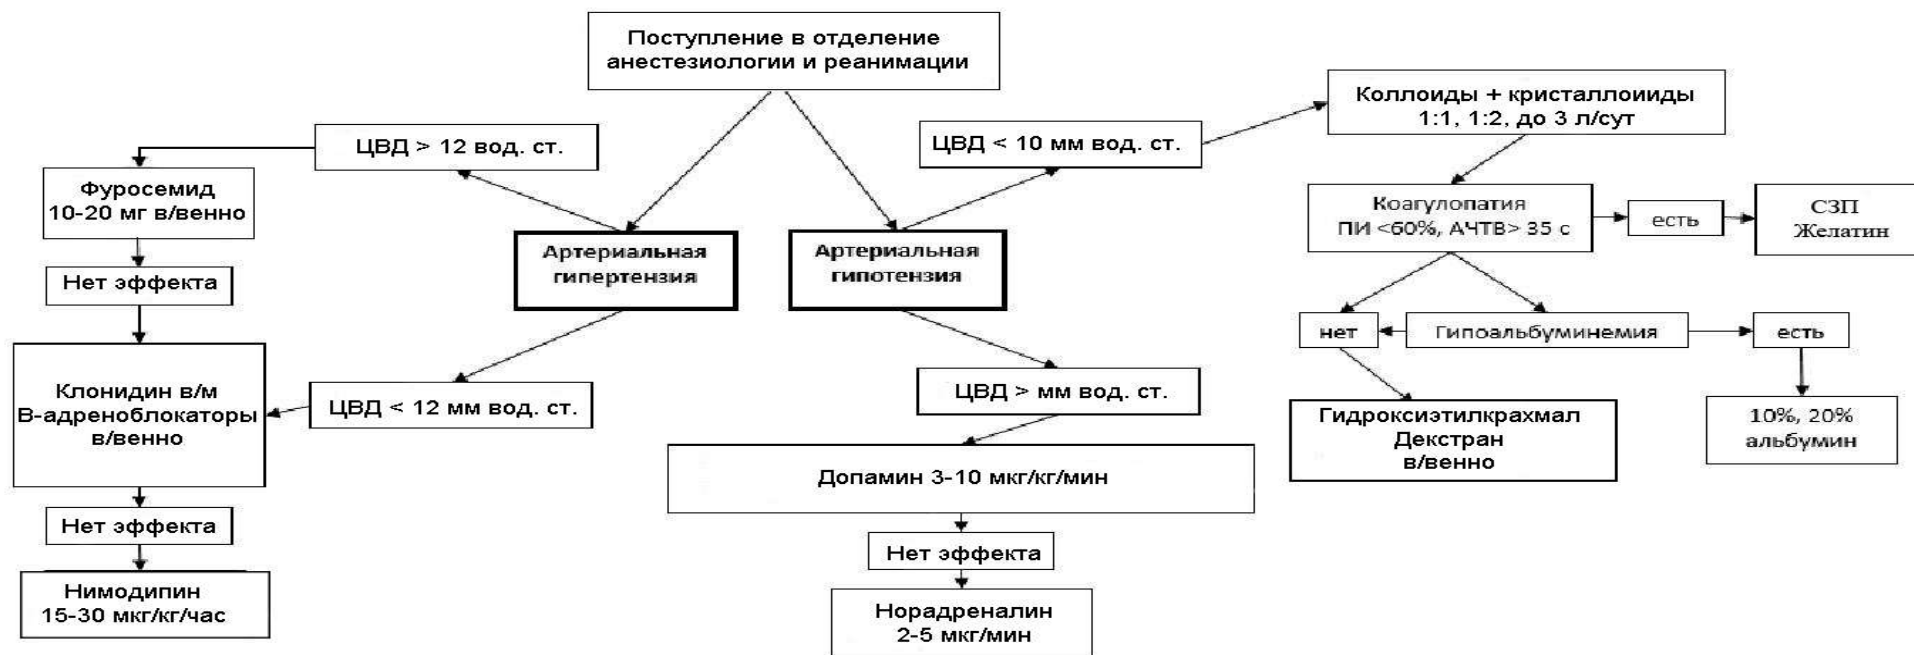 Поступление в отделение
анестезиологии и реанимации
ЦВД > 12 вод. ст.
ЦВД < 10 мм вод. ст.
Коллоиды + кристаллоииды
1:1, 1:2, до 3 л/сут
Фуросемид
10-20 мг в/венно
Коагулопатия
ПИ <60%, АЧТВ> 35 с
есть
СЗП
Желатин
Артериальная
гипертензия
Артериальная
гипотензия
Нет эффекта
нет
Гипоальбуминемия
есть
Клонидин в/м
В-адреноблокаторы
в/венно
ЦВД < 12 мм вод. ст.
ЦВД > мм вод. ст.
Гидроксиэтилкрахмал
Декстран
в/венно
10%, 20%
альбумин
Допамин 3-10 мкг/кг/мин
Нет эффекта
Нет эффекта
Нимодипин
15-30 мкг/кг/час
Норадреналин
2-5 мкг/мин